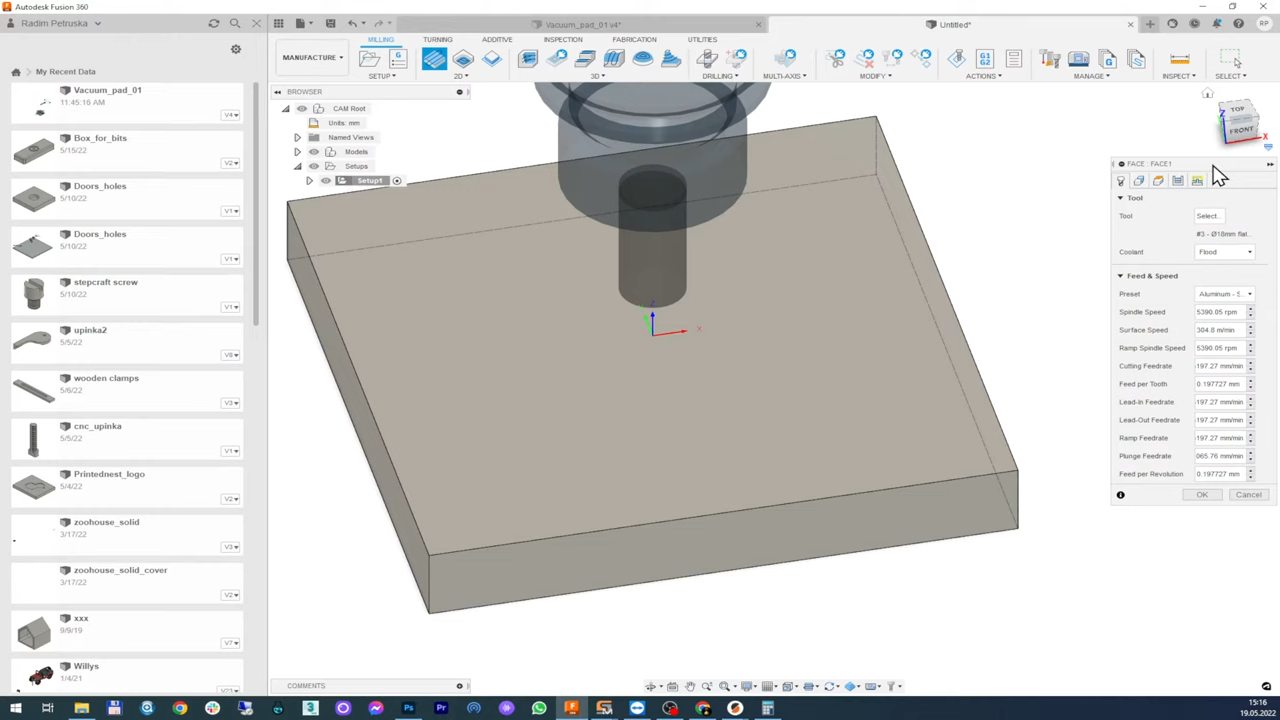 Autodesk Fusion 360
Radim Petruska
Vacuum_pad_01 v4*
Untitled*
RP
MILLING
TURNING
ADDITIVE
INSPECTION
FABRICATION
UTILITIES
MANUFACTURE
SETUP
2D
3D
DRILLING
MULTI-AXIS
MODIFY
ACTIONS
MANAGE
INSPECT
SELECT
G1
G2
My Recent Data
Vacuum_pad_01
11:45:16 AM
V4
Box_for_bits
5/15/22
V2
Doors_holes
5/10/22
V2
Doors_holes
5/10/22
V1
stepcraft screw
5/10/22
V1
upinka2
5/5/22
V8
wooden clamps
5/6/22
V3
cnc_upinka
5/5/22
V1
Printednest_logo
5/4/22
V2
zoohouse_solid
3/17/22
V3
zoohouse_solid_cover
3/17/22
V2
xxx
9/9/19
V7
Willys
1/4/21
BROWSER
CAM Root
Units: mm
Named Views
Models
Setups
Setup1
Z
X
TOP
FRONT
Z
X
FACE : FACE1
Tool
Tool
Select...
#3 - Ø18mm flat...
Coolant
Flood
Feed & Speed
Preset
Aluminum - S...
Spindle Speed
5390.05 rpm
Surface Speed
304.8 m/min
Ramp Spindle Speed
5390.05 rpm
Cutting Feedrate
197.27 mm/min
Feed per Tooth
0.197727 mm
Lead-In Feedrate
197.27 mm/min
Lead-Out Feedrate
197.27 mm/min
Ramp Feedrate
197.27 mm/min
Plunge Feedrate
065.76 mm/min
Feed per Revolution
0.197727 mm
OK
Cancel
COMMENTS
15:16
19.05.2022